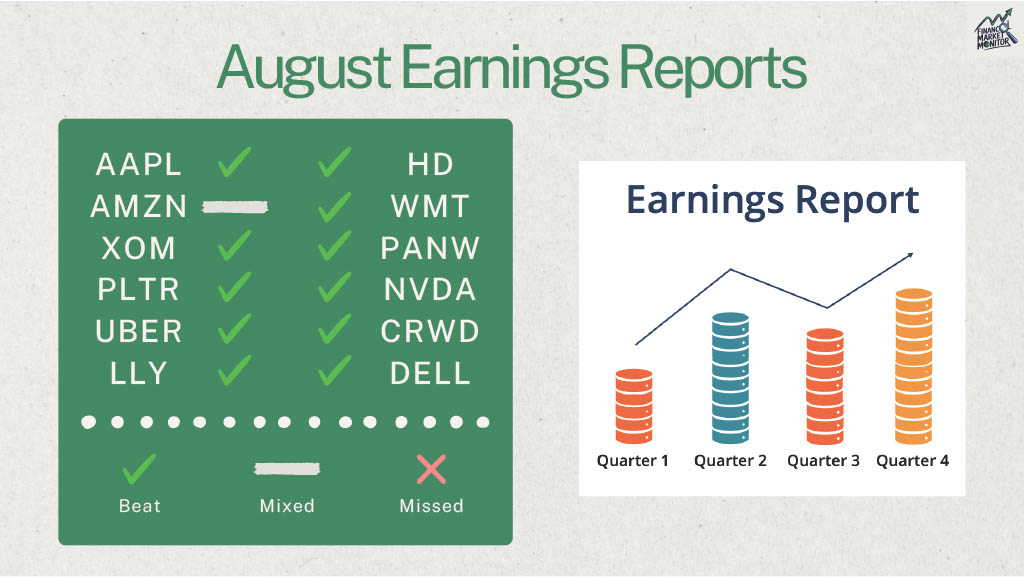 FINANCIAL
MARKET
MONITOR
August Earnings Reports
AAPL HD
AMZN WMT
XOM PANW
PLTR NVDA
UBER CRWD
LLY DELL
Beat Mixed Missed
Earnings Report
Quarter 1 Quarter 2 Quarter 3 Quarter 4